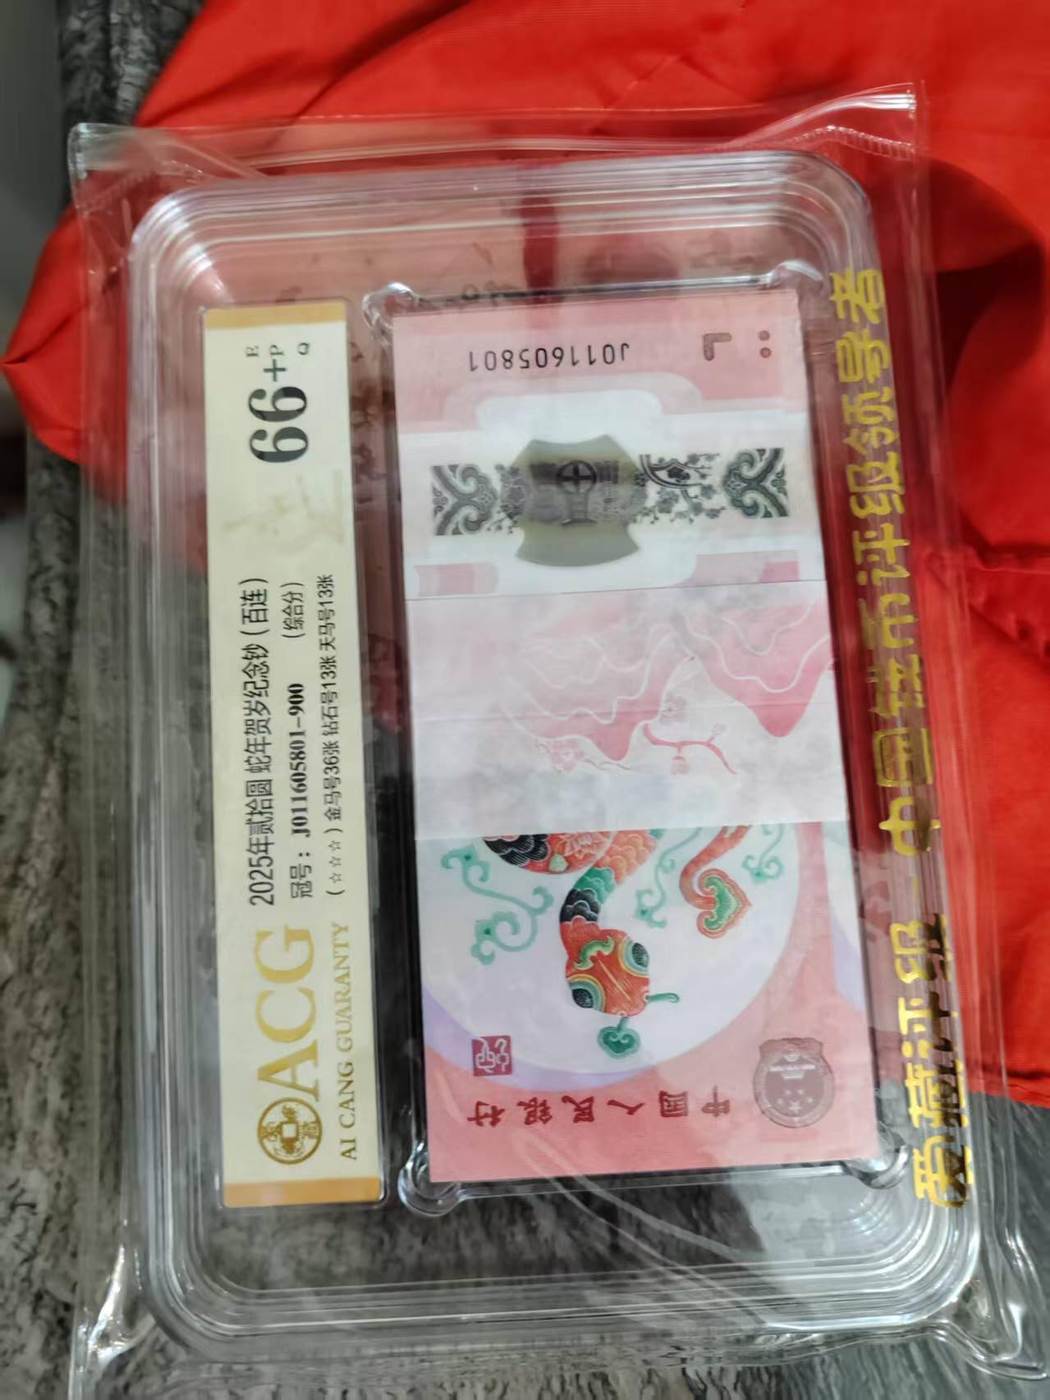 ACG
AI CANG GUARANTY
2025年贰拾圆 蛇年贺岁纪念钞（百连）
冠号：J011605801-900 （综合分）
（☆☆☆）金马号36张 钻石号13张 天马号13张
66+
E
P
Q
J011605801
中国人民银行
爱藏评级 中国钱币评级领导者